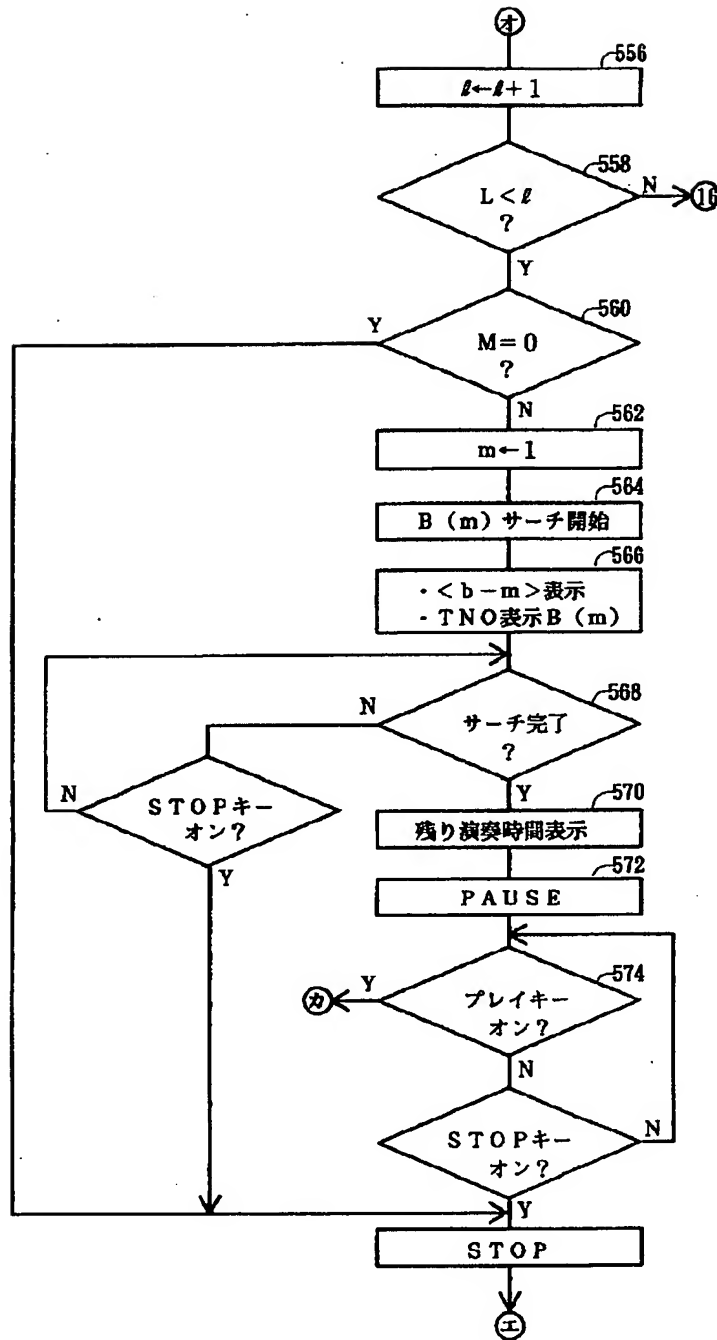 オ
556
ℓ←ℓ+1
558
L<ℓ
?
N
16
Y
560
Y
M=0
?
N
562
m←1
564
B(m)サーチ開始
566
・<b-m>表示
・TNO表示B(m)
568
N
サーチ完了
?
N
STOPキー
オン?
Y
Y
570
残り演奏時間表示
572
PAUSE
574
カ
Y
プレイキー
オン?
N
STOPキー
オン?
N
Y
STOP
エ